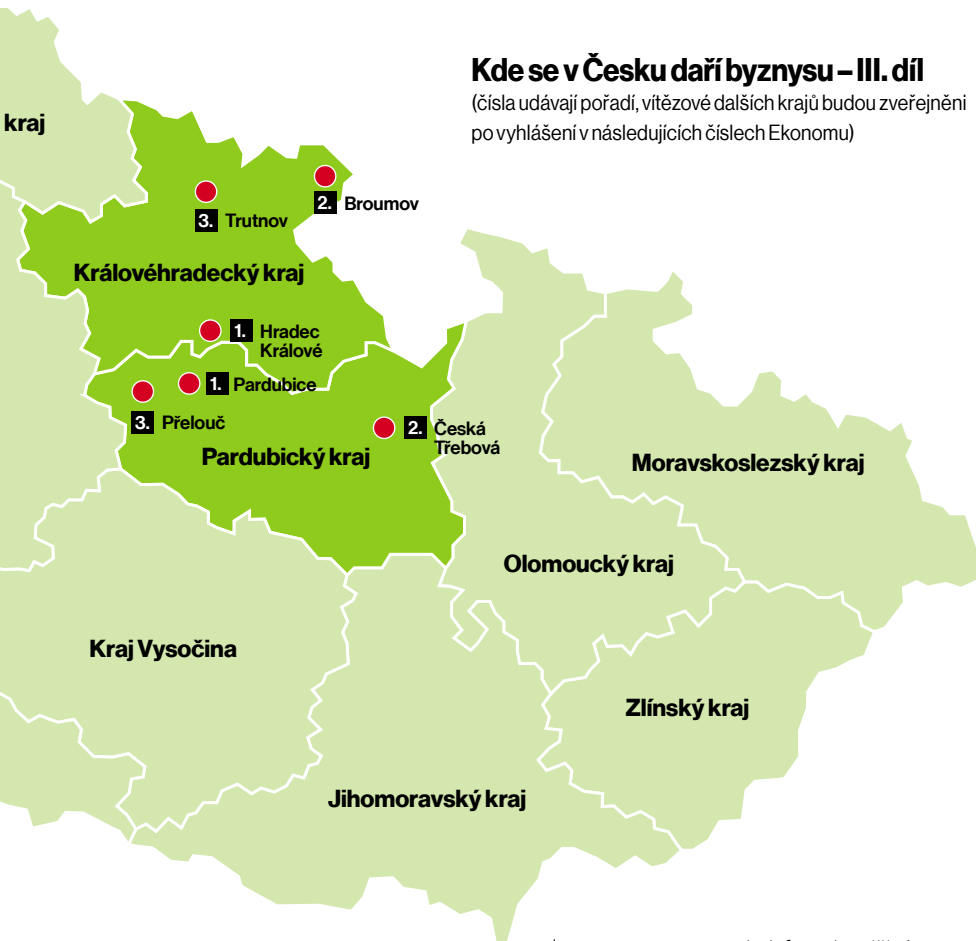 Kde se v Česku daří byznysu – III. díl
(čísla udávají pořadí, vítězové dalších krajů budou zveřejněni
po vyhlášení v následujících číslech Ekonomu)
kraj
2. Broumov
3. Trutnov
Královéhradecký kraj
1. Hradec
Králové
1. Pardubice
3. Přelouč
2. Česká
Třebová
Pardubický kraj
Moravskoslezský kraj
Olomoucký kraj
Kraj Vysočina
Zlínský kraj
Jihomoravský kraj